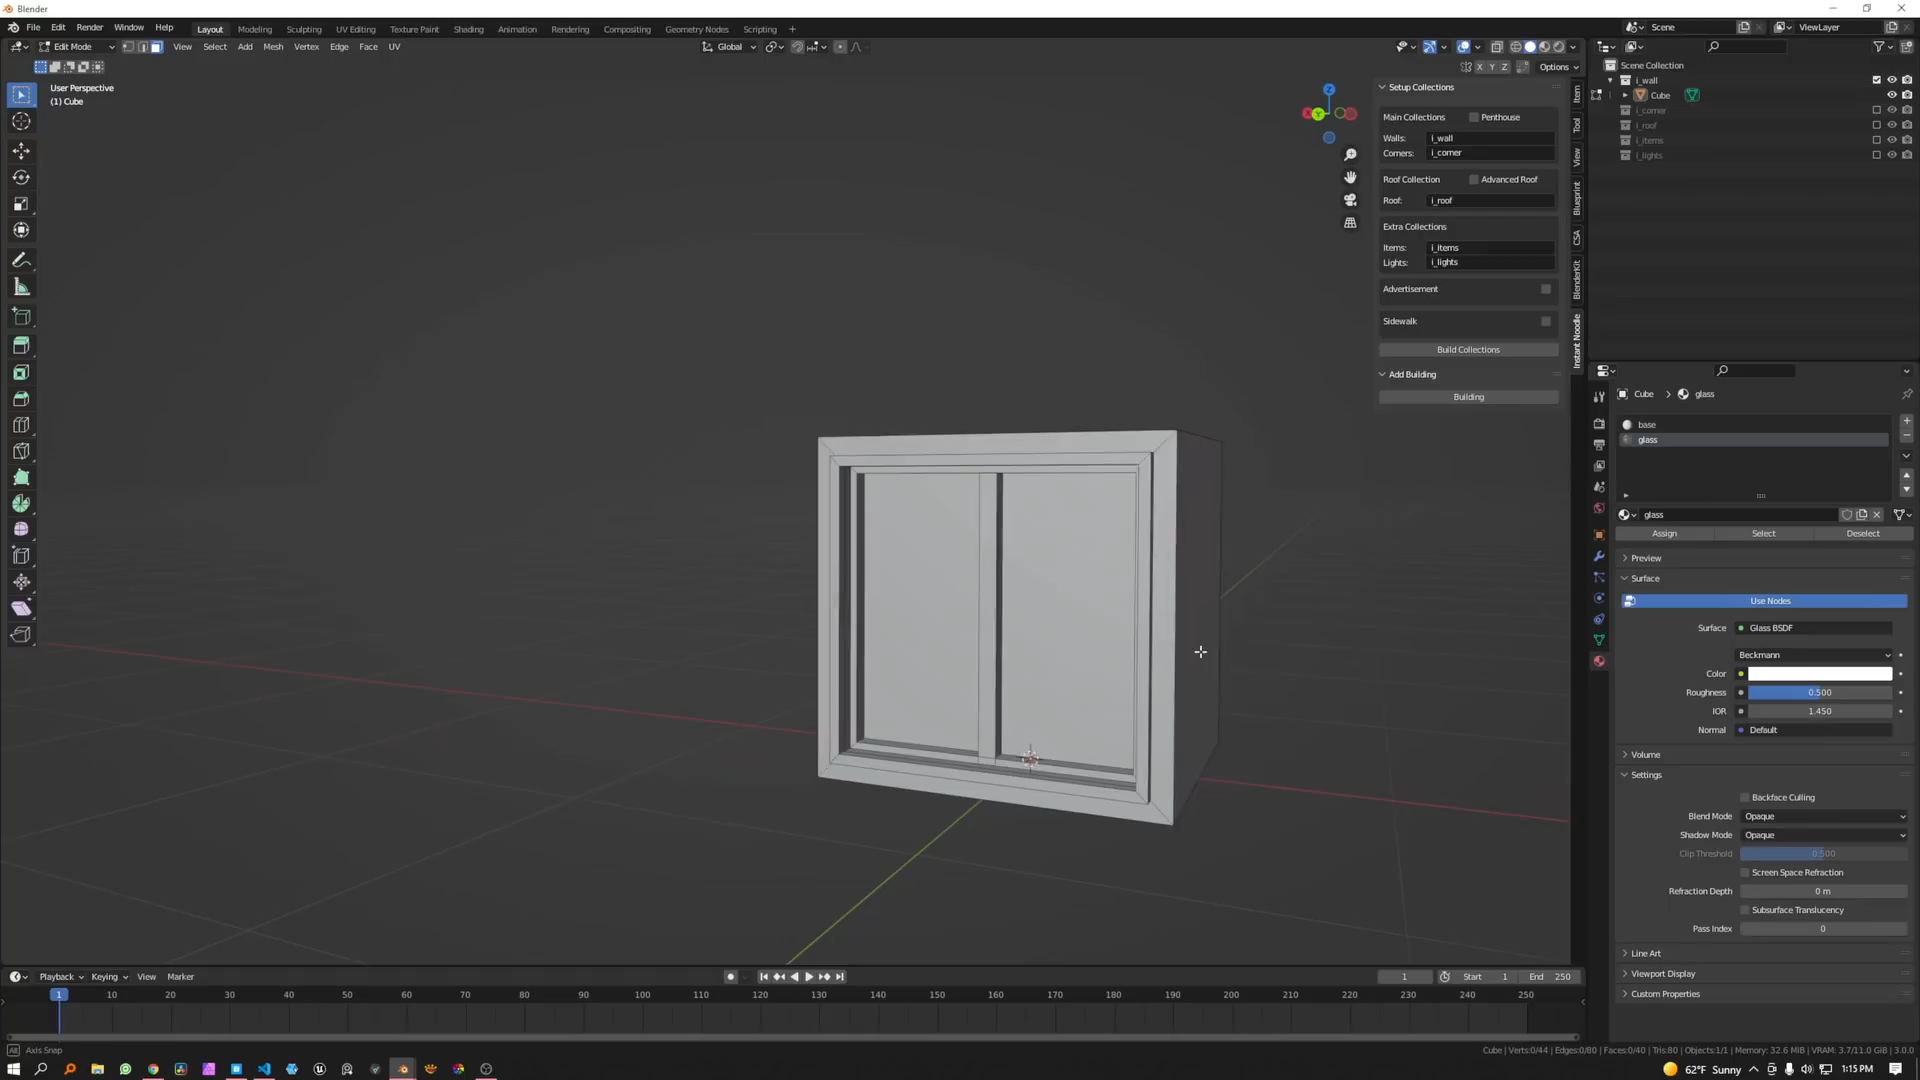 Blender
File Edit Render Window Help Layout Modeling Sculpting UV Editing Texture Paint Shading Animation Rendering Compositing Geometry Nodes Scripting + Scene ViewLayer
Edit Mode View Select Add Mesh Vertex Edge Face UV Global
X Y Z Options
User Perspective
(1) Cube
Z
Y
Setup Collections
Main Collections Penthouse
Walls: i_wall
Corners: i_corner
Roof Collection Advanced Roof
Roof: i_roof
Extra Collections
Items: i_items
Lights: i_lights
Advertisement
Sidewalk
Build Collections
Add Building
Building
Item
Tool
View
Blueprint
CSA
BlenderKit
Instant Noodle
Scene Collection
i_wall
Cube
i_corner
i_roof
i_items
i_lights
Cube > glass
base
glass
glass
Assign Select Deselect
Preview
Surface
Use Nodes
Surface Glass BSDF
Beckmann
Color
Roughness 0.500
IOR 1.450
Normal Default
Volume
Settings
Backface Culling
Blend Mode Opaque
Shadow Mode Opaque
Clip Threshold 0.500
Screen Space Refraction
Refraction Depth 0 m
Subsurface Translucency
Pass Index 0
Line Art
Viewport Display
Custom Properties
Playback Keying View Marker 1 Start 1 End 250
1 10 20 30 40 50 60 70 80 90 100 110 120 130 140 150 160 170 180 190 200 210 220 230 240 250
Alt Axis Snap Cube | Verts:0/44 | Edges:0/80 | Faces:0/40 | Tris:80 | Objects:1/1 | Memory: 32.6 MiB | VRAM: 3.7/11.0 GiB | 3.0.0
62°F Sunny 1:15 PM